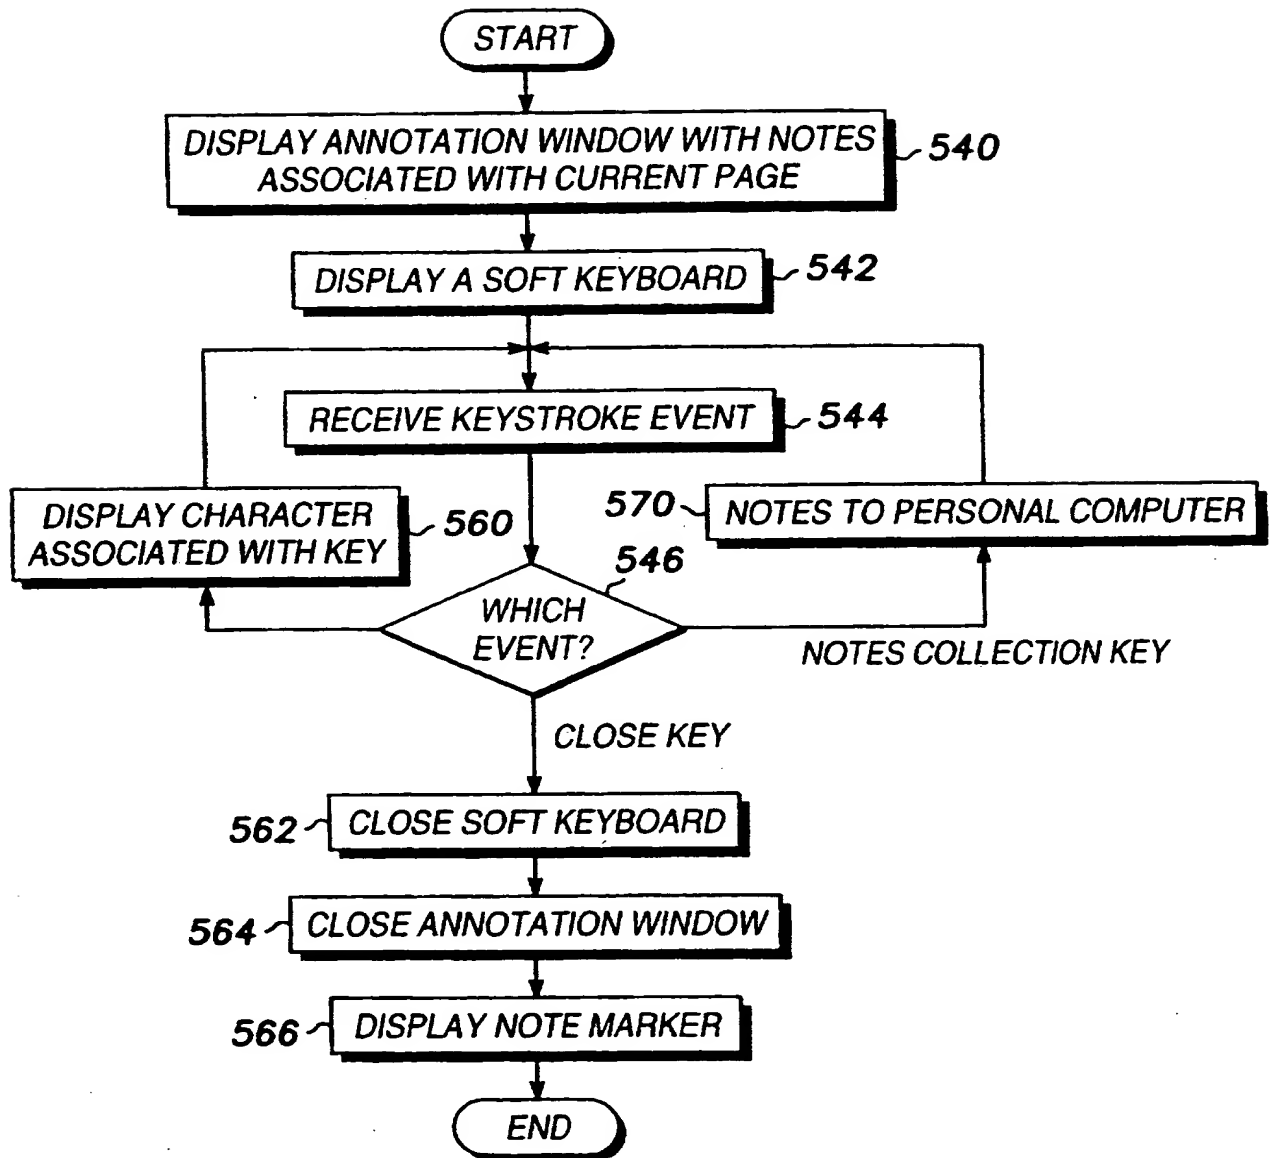 START
DISPLAY ANNOTATION WINDOW WITH NOTES
ASSOCIATED WITH CURRENT PAGE
540
DISPLAY A SOFT KEYBOARD
542
RECEIVE KEYSTROKE EVENT
544
DISPLAY CHARACTER
ASSOCIATED WITH KEY
560
570
NOTES TO PERSONAL COMPUTER
546
WHICH
EVENT?
NOTES COLLECTION KEY
CLOSE KEY
562
CLOSE SOFT KEYBOARD
564
CLOSE ANNOTATION WINDOW
566
DISPLAY NOTE MARKER
END